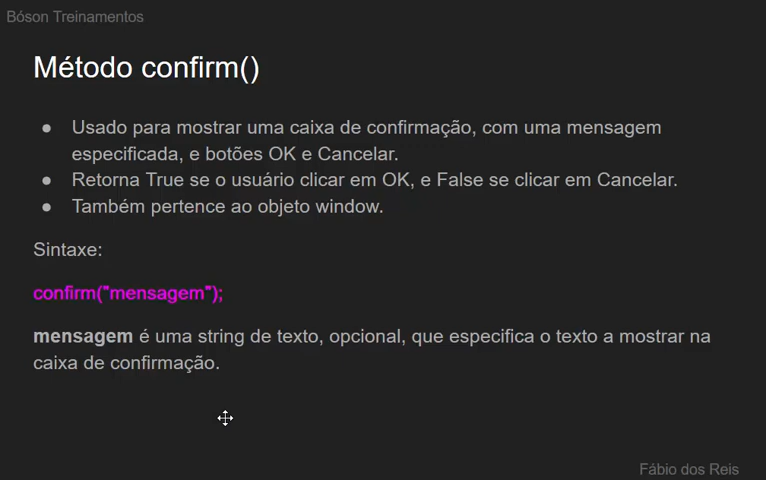 Bóson Treinamentos
Método confirm()
● Usado para mostrar uma caixa de confirmação, com uma mensagem
especificada, e botões OK e Cancelar.
● Retorna True se o usuário clicar em OK, e False se clicar em Cancelar.
● Também pertence ao objeto window.
Sintaxe:
confirm("mensagem");
mensagem é uma string de texto, opcional, que especifica o texto a mostrar na
caixa de confirmação.
Fábio dos Reis